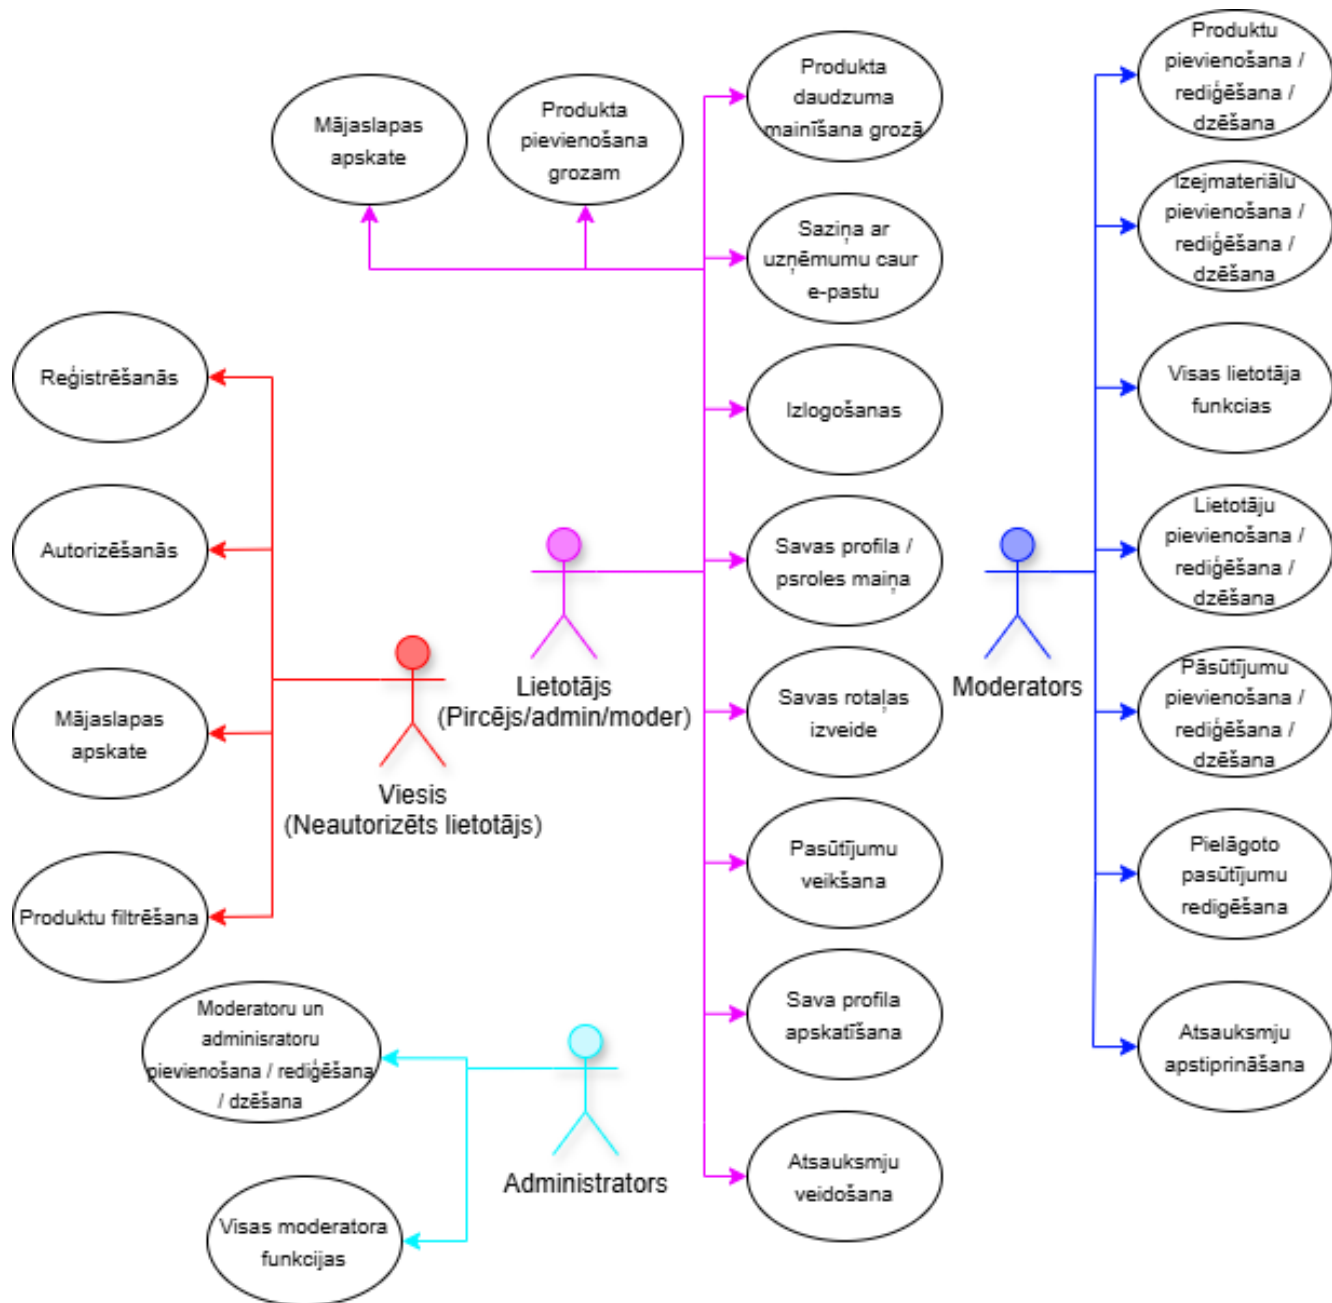 Mājaslapas
apskate
Produkta
pievienošana
grozam
Produkta
daudzuma
mainīšana grozā
Saziņa ar
uzņēmumu caur
e-pastu
Izlogošanas
Savas profila /
psroles maiņa
Savas rotaļas
izveide
Pasūtījumu
veikšana
Sava profila
apskatīšana
Atsauksmju
veidošana
Lietotājs
(Pircējs/admin/moder)
Reģistrēšanās
Autorizēšanās
Mājaslapas
apskate
Produktu filtrēšana
Viesis
(Neautorizēts lietotājs)
Moderatoru un
adminisratoru
pievienošana / rediģēšana
/ dzēšana
Visas moderatora
funkcijas
Administrators
Produktu
pievienošana /
rediģēšana /
dzēšana
Izejmateriālu
pievienošana /
rediģēšana /
dzēšana
Visas lietotāja
funkcias
Lietotāju
pievienošana /
rediģēšana /
dzēšana
Pāsūtījumu
pievienošana /
rediģēšana /
dzēšana
Pielāgoto
pasūtījumu
redigēšana
Atsauksmju
apstiprināšana
Moderators